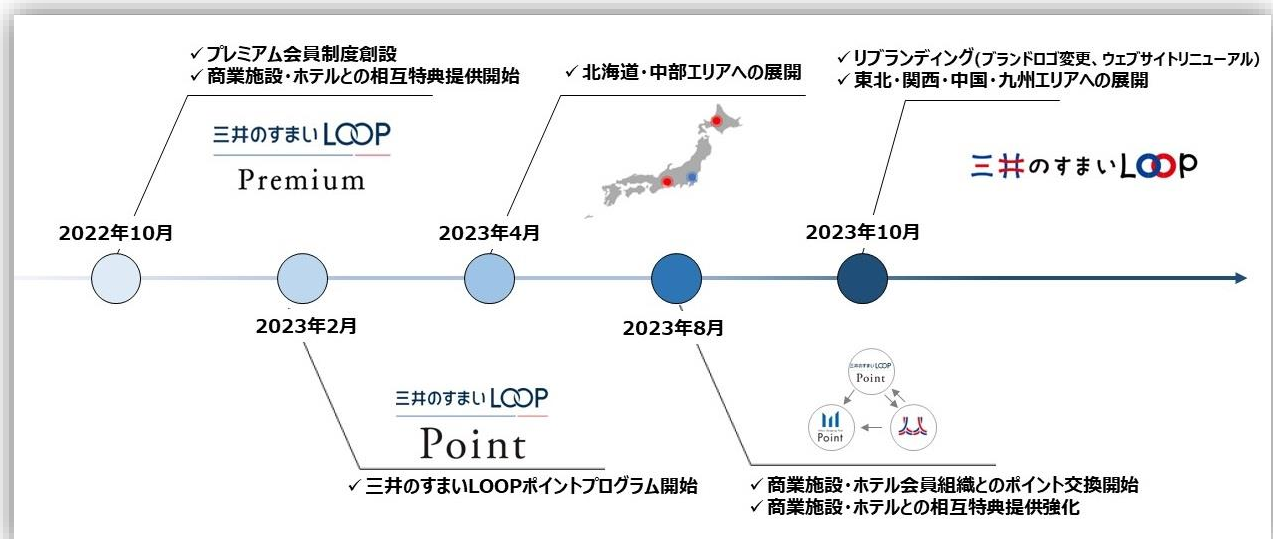 ✓プレミアム会員制度創設
✓商業施設・ホテルとの相互特典提供開始
三井のすまいLOOP
Premium
2022年10月
2023年2月
三井のすまいLOOP
Point
✓三井のすまいLOOPポイントプログラム開始
✓北海道・中部エリアへの展開
2023年4月
2023年8月
三井のすまいLOOP
Point
Point
✓商業施設・ホテル会員組織とのポイント交換開始
✓商業施設・ホテルとの相互特典提供強化
✓リブランディング(ブランドロゴ変更、ウェブサイトリニューアル)
✓東北・関西・中国・九州エリアへの展開
三井のすまいLOOP
2023年10月